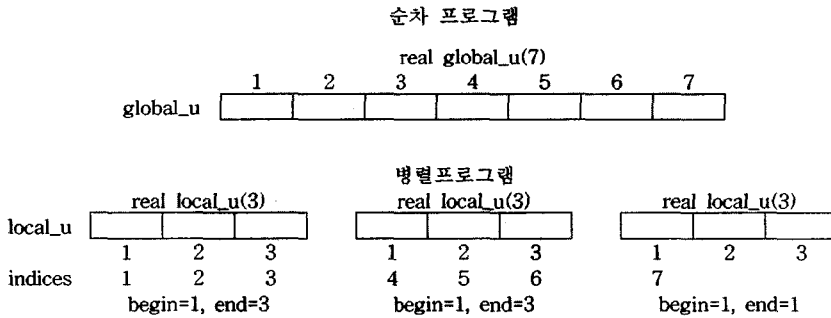 순차 프로그램
real global_u(7)
1 2 3 4 5 6 7
global_u
병렬프로그램
real local_u(3) real local_u(3) real local_u(3)
local_u
1 2 3 1 2 3 1 2 3
indices 1 2 3 4 5 6 7
begin=1, end=3 begin=1, end=3 begin=1, end=1